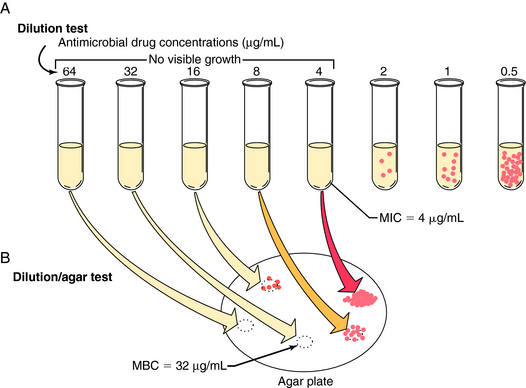 A
Dilution test
Antimicrobial drug concentrations (μg/mL)
No visible growth
64 32 16 8 4 2 1 0.5
MIC = 4 μg/mL
B
Dilution/agar test
MBC = 32 μg/mL
Agar plate